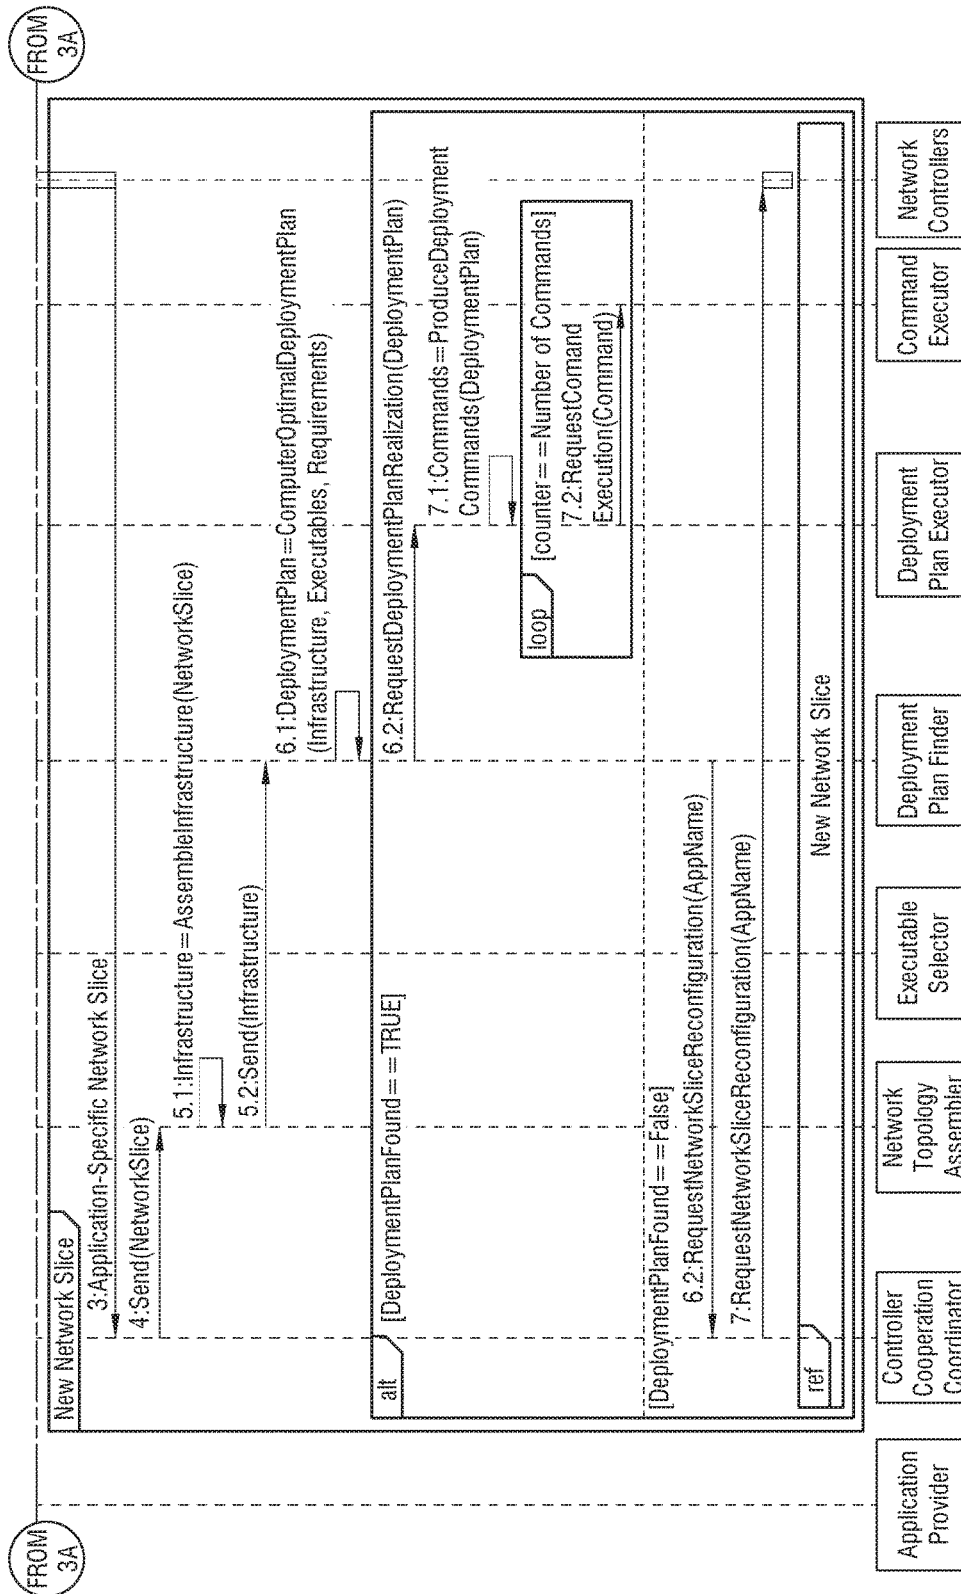 FROM
3A
FROM
3A
New Network Slice
3:Application-Specific Network Slice
4:Send(NetworkSlice)
5.1:Infrastructure=AssembleInfrastructure(NetworkSlice)
5.2:Send(Infrastructure)
6.1:DeploymentPlan=ComputerOptimalDeploymentPlan
(Infrastructure, Executables, Requirements)
alt
[DeploymentPlanFound==TRUE]
6.2:RequestDeploymentPlanRealization(DeploymentPlan)
7.1:Commands=ProduceDeployment
Commands(DeploymentPlan)
loop
[counter==Number of Commands]
7.2:RequestComand
Execution(Command)
[DeploymentPlanFound==False]
6.2:RequestNetworkSliceReconfiguration(AppName)
7:RequestNetworkSliceReconfiguration(AppName)
ref
New Network Slice
Application
Provider
Controller
Cooperation
Coordinator
Network
Topology
Assembler
Executable
Selector
Deployment
Plan Finder
Deployment
Plan Executor
Command
Executor
Network
Controllers